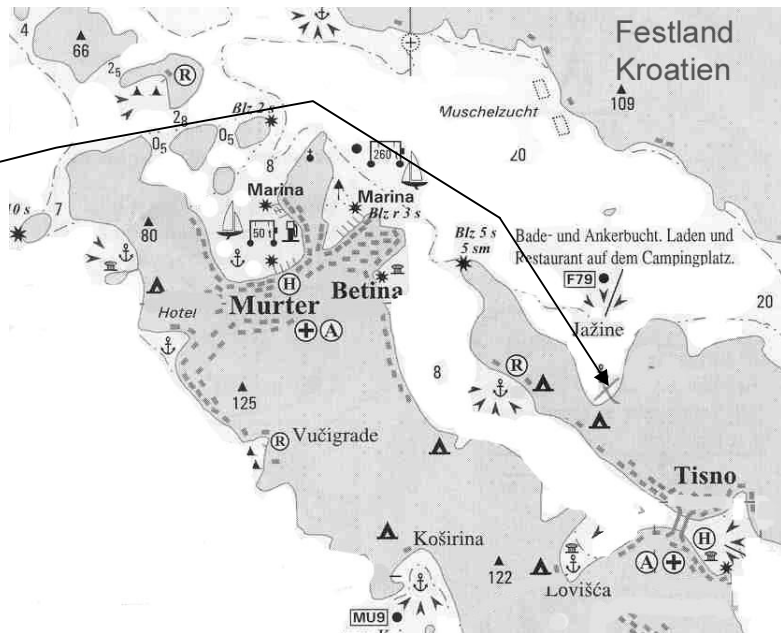 4
66
2₅
R
2₈
Blz 2 s
0₅
0₅
Festland
Kroatien
109
Muschelzucht
20
260 t
8
Marina
Marina
Blz r 3 s
10 s
7
80
50 t
H
Murter
Betina
A
Hotel
Blz 5 s
5 sm
Bade- und Ankerbucht. Laden und
Restaurant auf dem Campingplatz.
F79
Jažine
20
8
R
125
R
Vučigrade
Tisno
Koširina
122
Lovišća
A
H
MU9